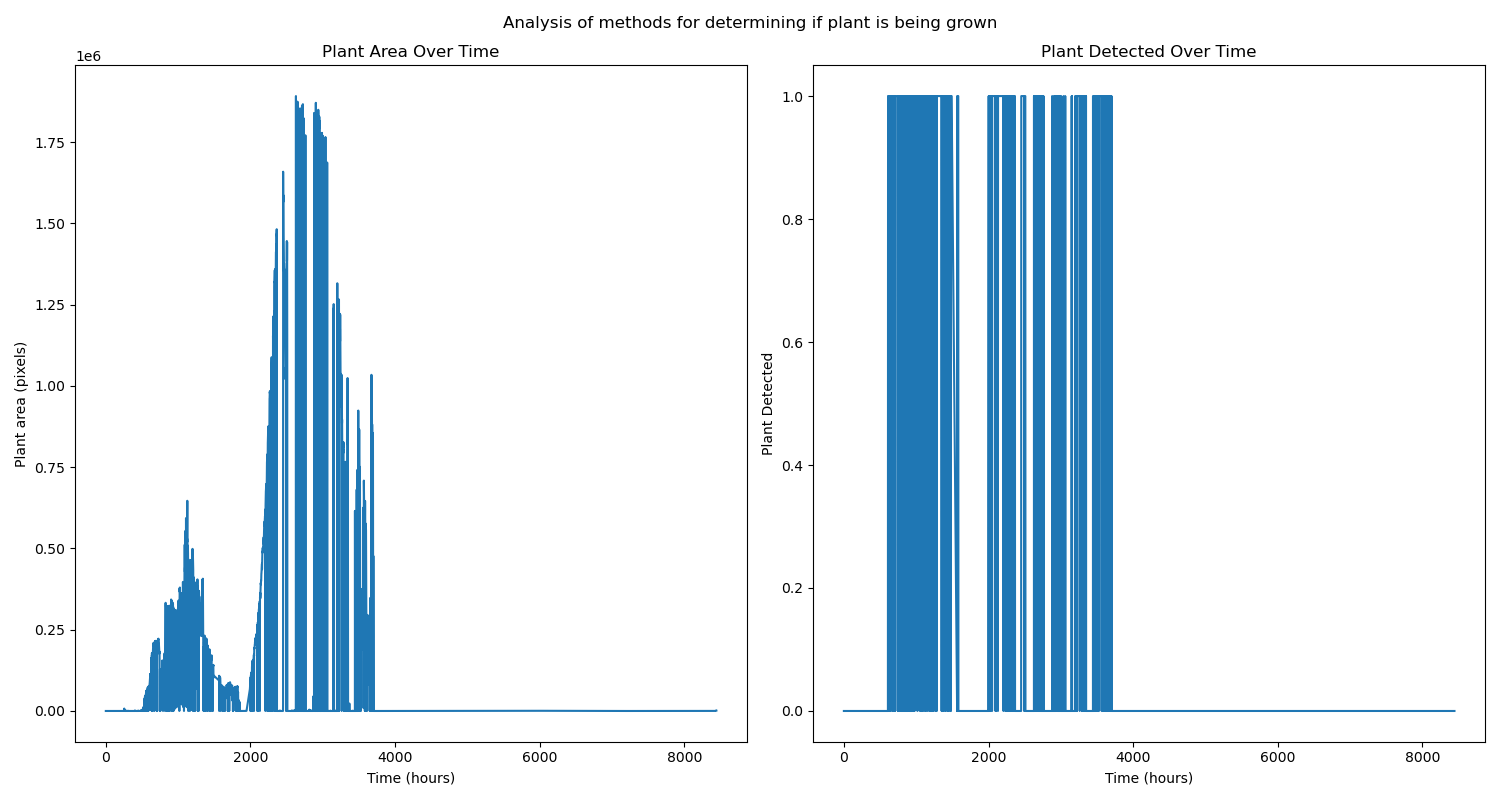 Analysis of methods for determining if plant is being grown
Plant Area Over Time
1e6
1.75
1.50
1.25
1.00
0.75
0.50
0.25
0.00
Plant area (pixels)
0 2000 4000 6000 8000
Time (hours)
Plant Detected Over Time
1.0
0.8
0.6
0.4
0.2
0.0
Plant Detected
0 2000 4000 6000 8000
Time (hours)